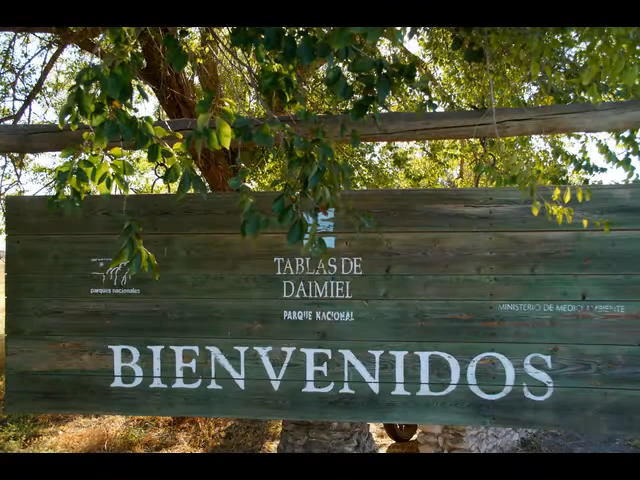 TABLAS DE
DAIMIEL
PARQUE NACIONAL
parques nacionales
MINISTERIO DE MEDIO AMBIENTE
BIENVENIDOS